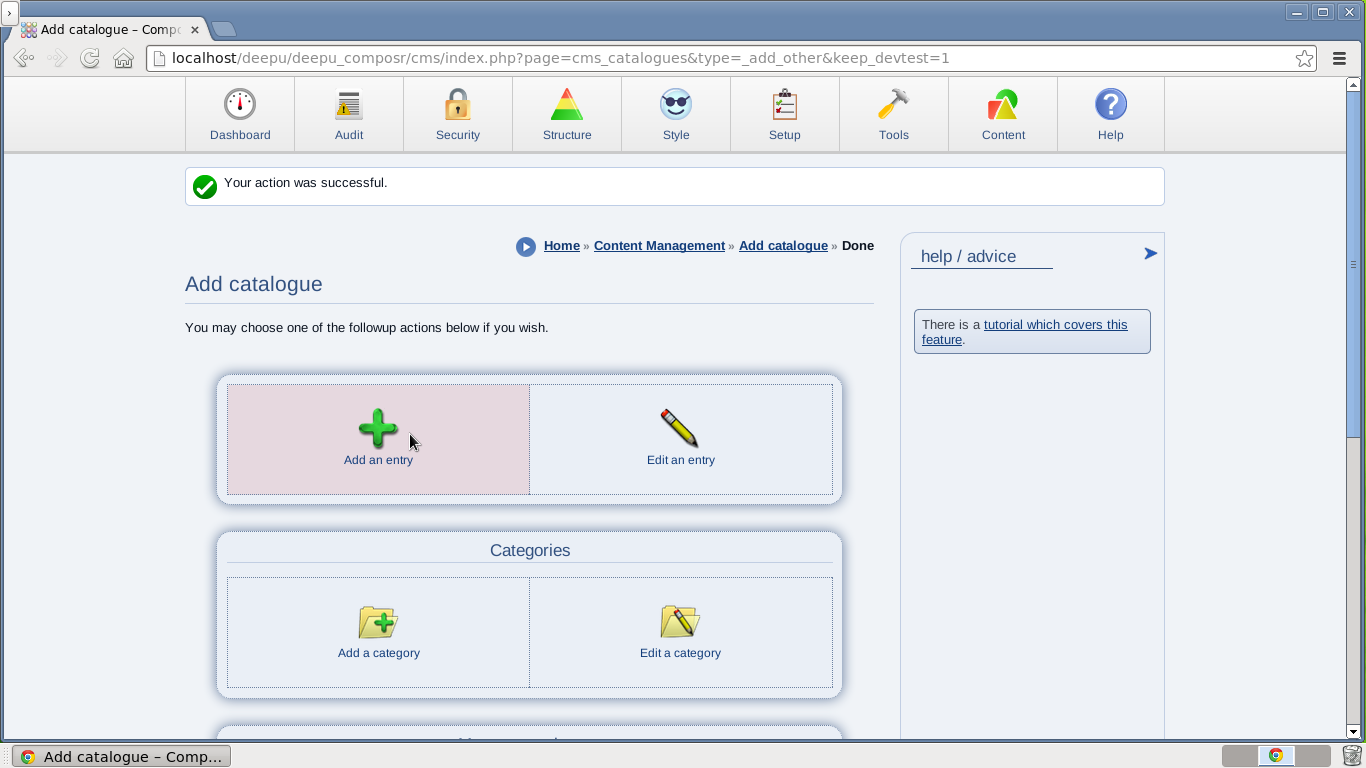 Add catalogue – Compo
localhost/deepu/deepu_composr/cms/index.php?page=cms_catalogues&type=_add_other&keep_devtest=1
Dashboard
Audit
Security
Structure
Style
Setup
Tools
Content
Help
Your action was successful.
Home » Content Management » Add catalogue » Done
help / advice
Add catalogue
There is a tutorial which covers this
feature.
You may choose one of the followup actions below if you wish.
Add an entry
Edit an entry
Categories
Add a category
Edit a category
Add catalogue – Comp...